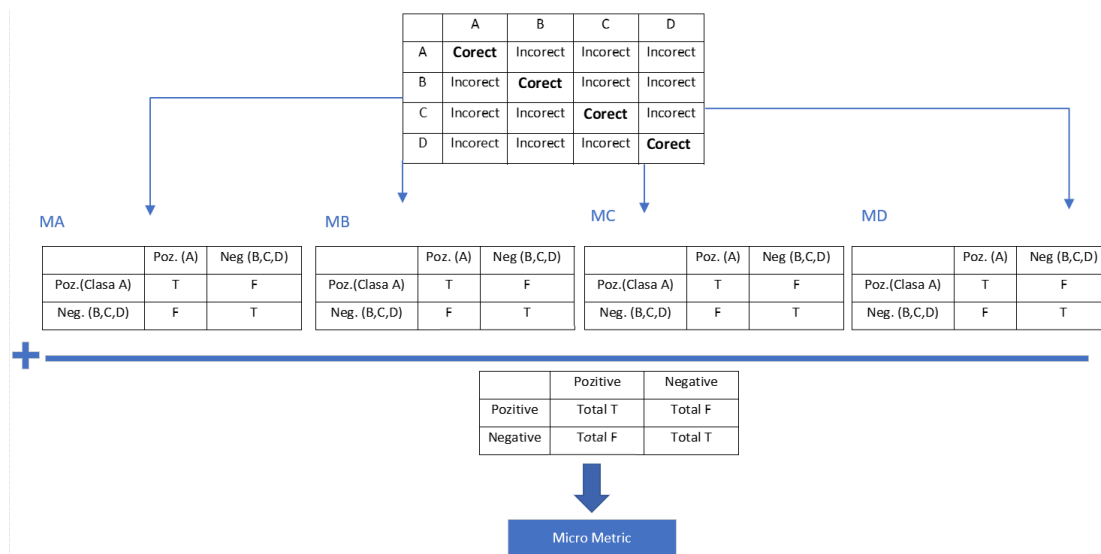 A B C D
A Corect Incorect Incorect Incorect
B Incorect Corect Incorect Incorect
C Incorect Incorect Corect Incorect
D Incorect Incorect Incorect Corect
MA MB MC MD
Poz. (A) Neg (B,C,D) Poz. (A) Neg (B,C,D) Poz. (A) Neg (B,C,D) Poz. (A) Neg (B,C,D)
Poz.(Clasa A) T F Poz.(Clasa A) T F Poz.(Clasa A) T F Poz.(Clasa A) T F
Neg. (B,C,D) F T Neg. (B,C,D) F T Neg. (B,C,D) F T Neg. (B,C,D) F T
Pozitive Negative
Pozitive Total T Total F
Negative Total F Total T
Micro Metric